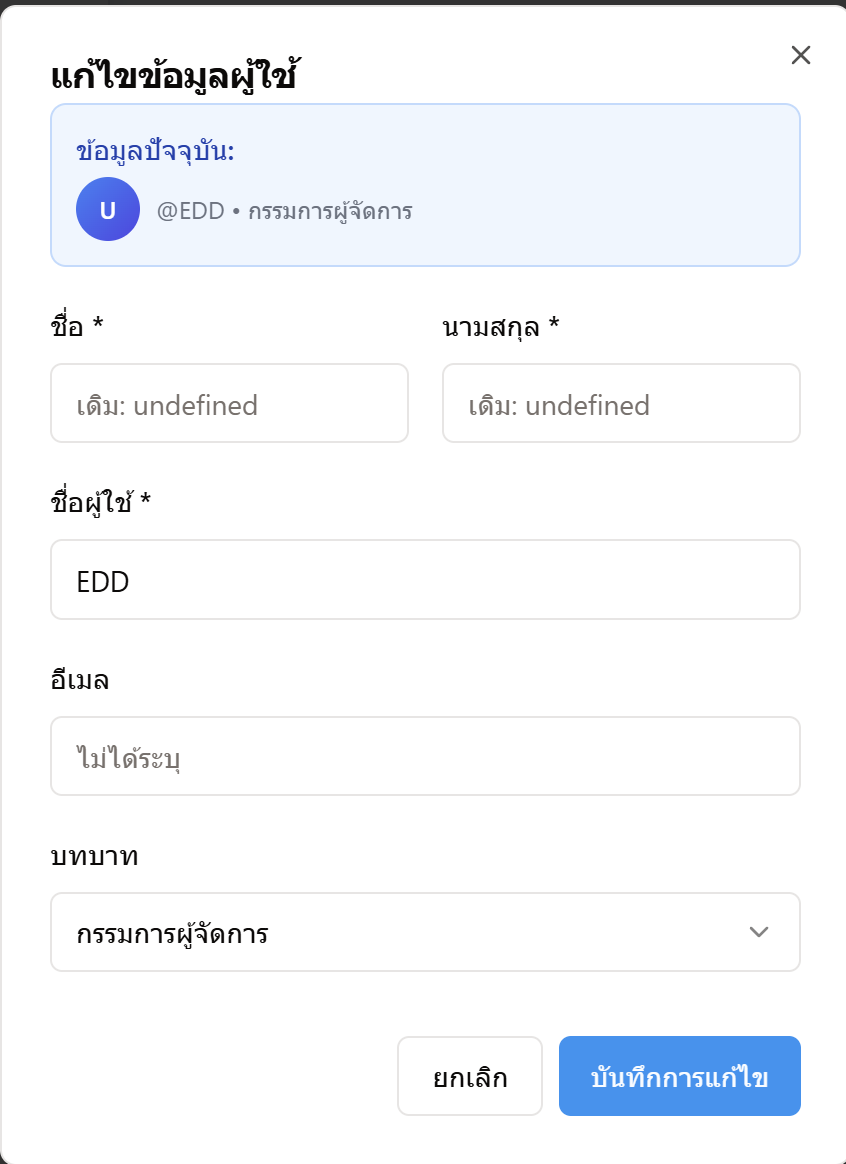 แก้ไขข้อมูลผู้ใช้
ข้อมูลปัจจุบัน:
U
@EDD • กรรมการผู้จัดการ
ชื่อ *
นามสกุล *
เดิม: undefined
เดิม: undefined
ชื่อผู้ใช้ *
EDD
อีเมล
ไม่ได้ระบุ
บทบาท
กรรมการผู้จัดการ
ยกเลิก
บันทึกการแก้ไข